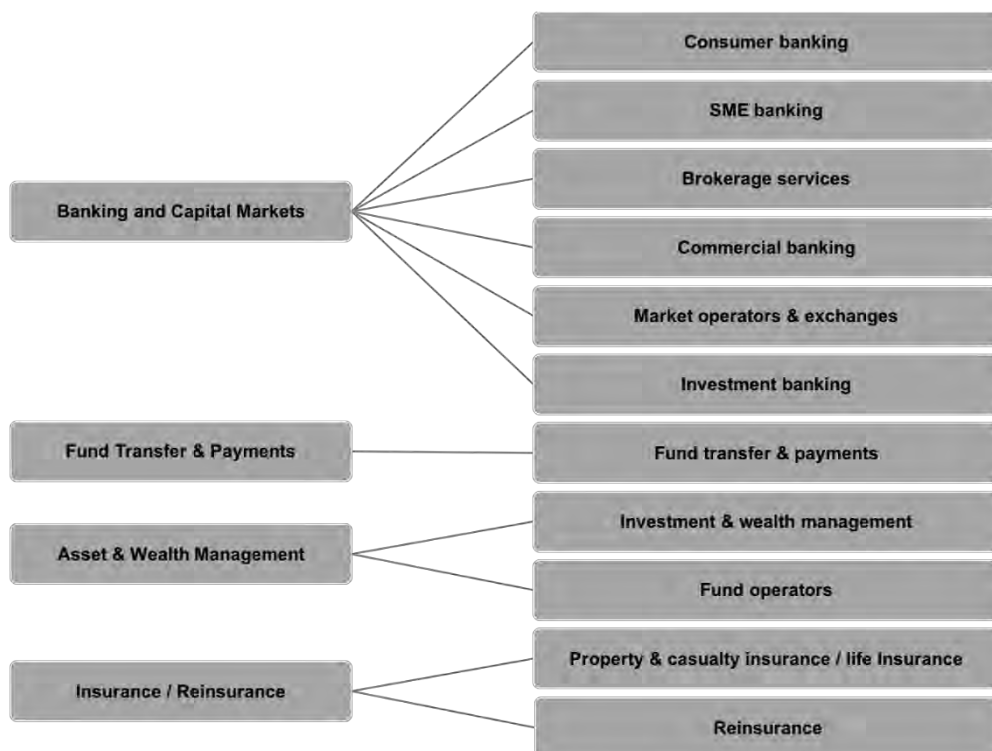 Banking and Capital Markets
Consumer banking
SME banking
Brokerage services
Commercial banking
Market operators & exchanges
Investment banking
Fund Transfer & Payments
Fund transfer & payments
Asset & Wealth Management
Investment & wealth management
Fund operators
Insurance / Reinsurance
Property & casualty insurance / life Insurance
Reinsurance